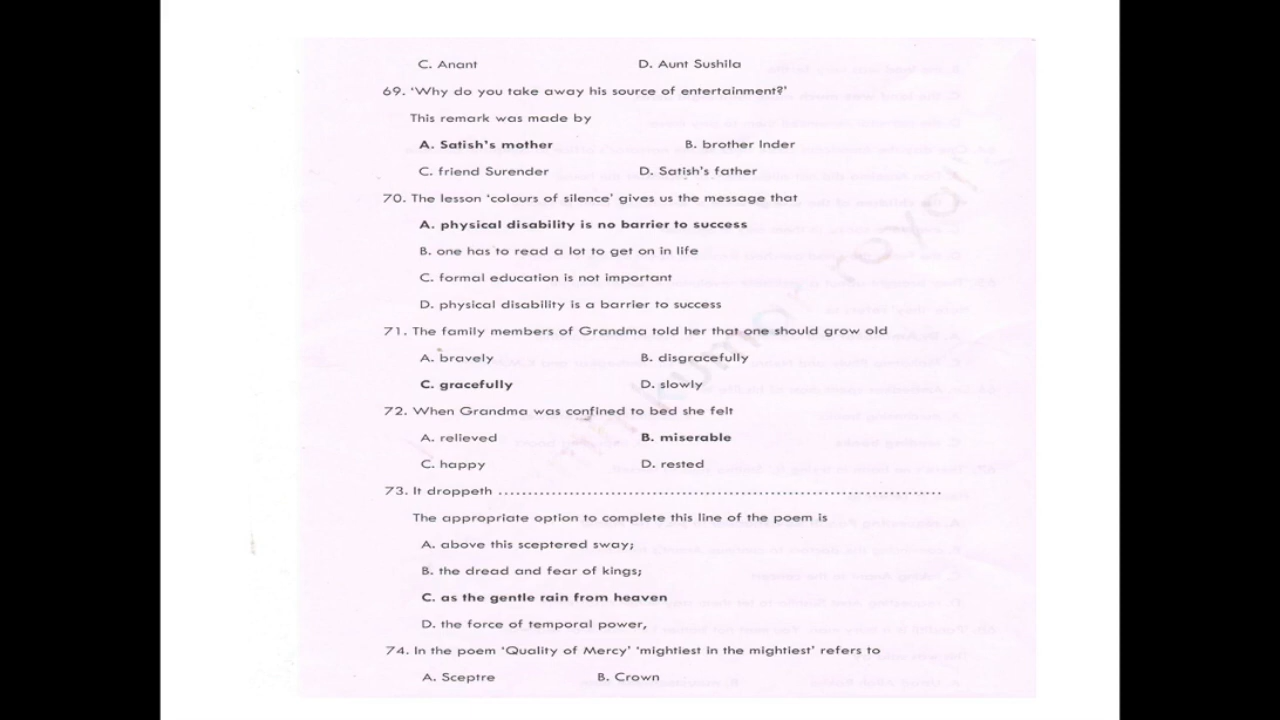 C. Anant D. Aunt Sushila
69. ‘Why do you take away his source of entertainment?’
This remark was made by
A. Satish’s mother B. brother Inder
C. friend Surender D. Satish’s father
70. The lesson ‘colours of silence’ gives us the message that
A. physical disability is no barrier to success
B. one has to read a lot to get on in life
C. formal education is not important
D. physical disability is a barrier to success
71. The family members of Grandma told her that one should grow old
A. bravely B. disgracefully
C. gracefully D. slowly
72. When Grandma was confined to bed she felt
A. relieved B. miserable
C. happy D. rested
73. It droppeth ........................................................................
The appropriate option to complete this line of the poem is
A. above this sceptered sway;
B. the dread and fear of kings;
C. as the gentle rain from heaven
D. the force of temporal power,
74. In the poem ‘Quality of Mercy’ ‘mightiest in the mightiest’ refers to
A. Sceptre B. Crown
kumar royal